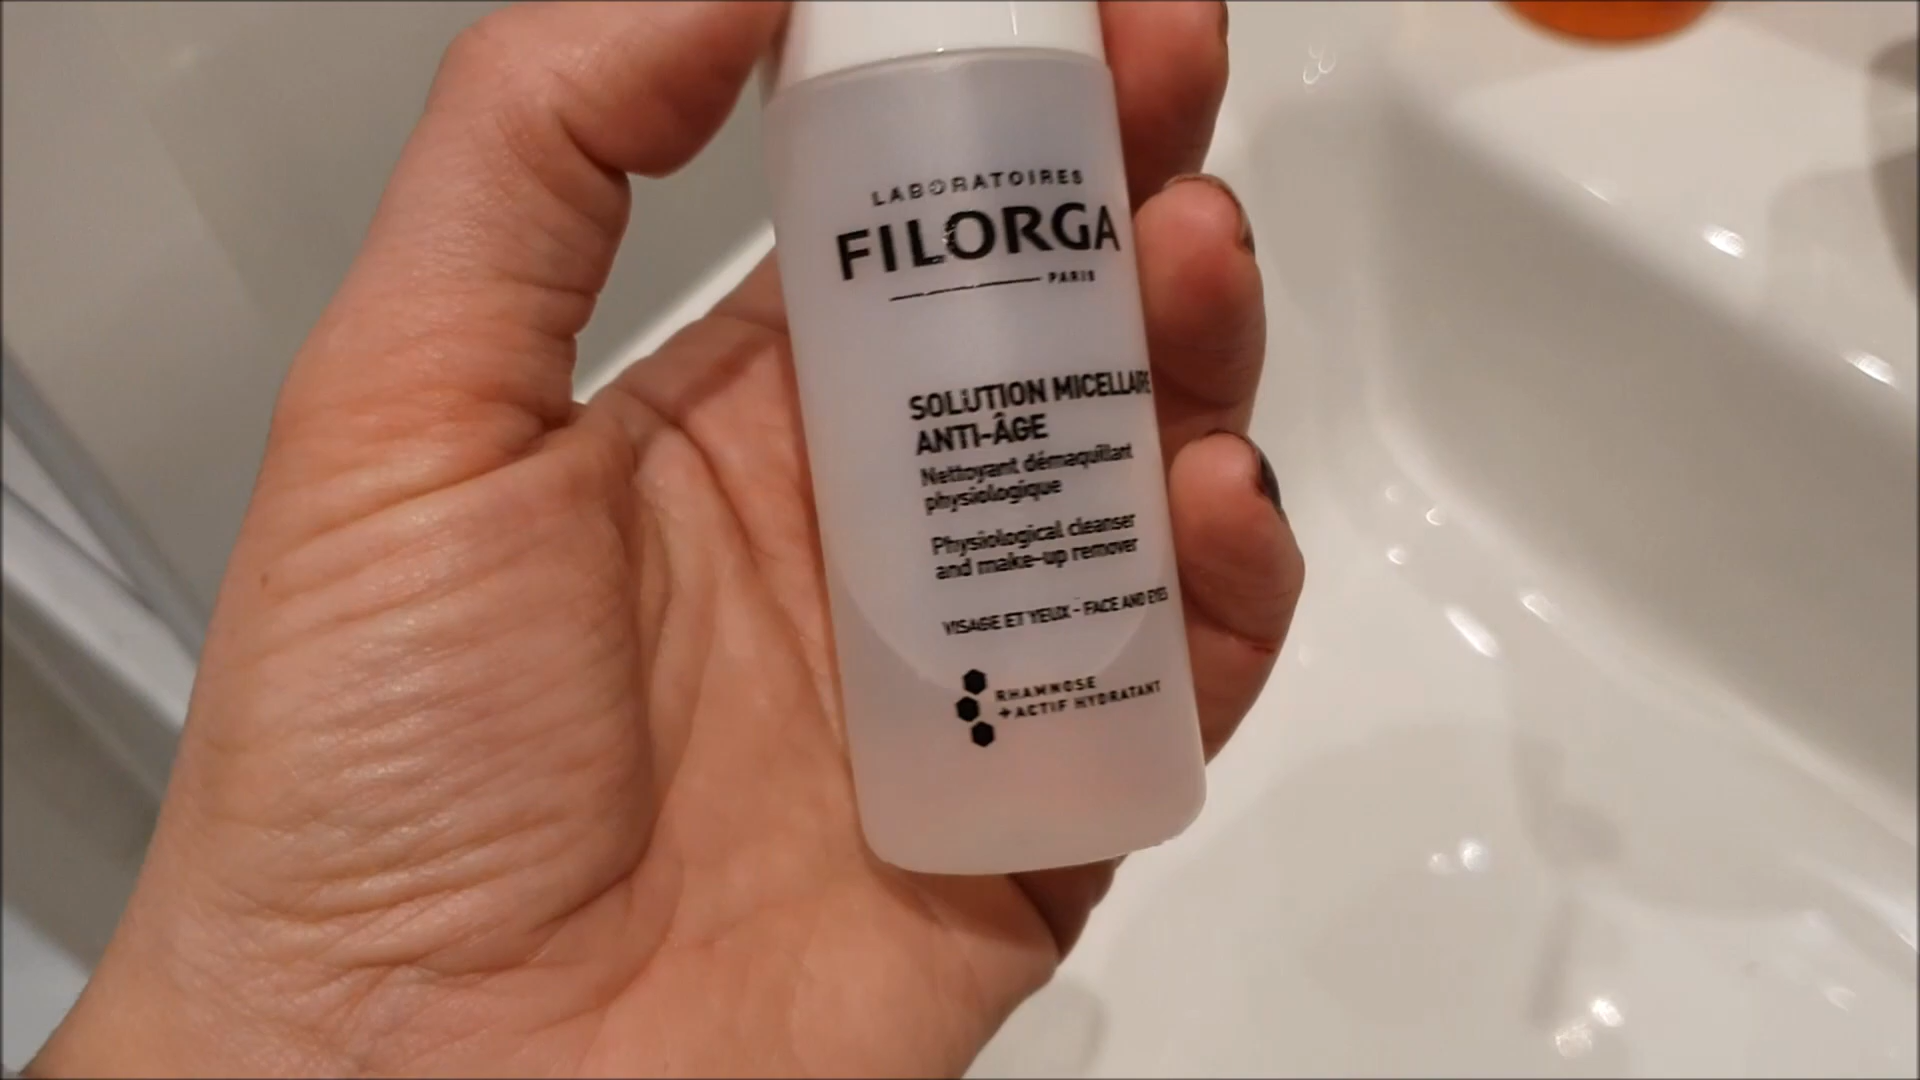 LABORATOIRES
FILORGA
PARIS
SOLUTION MICELLAIRE
ANTI-ÂGE
Nettoyant démaquillant
physiologique
Physiological cleanser
and make-up remover
VISAGE ET YEUX - FACE AND EYES
RHAMNOSE
+ACTIF HYDRATANT